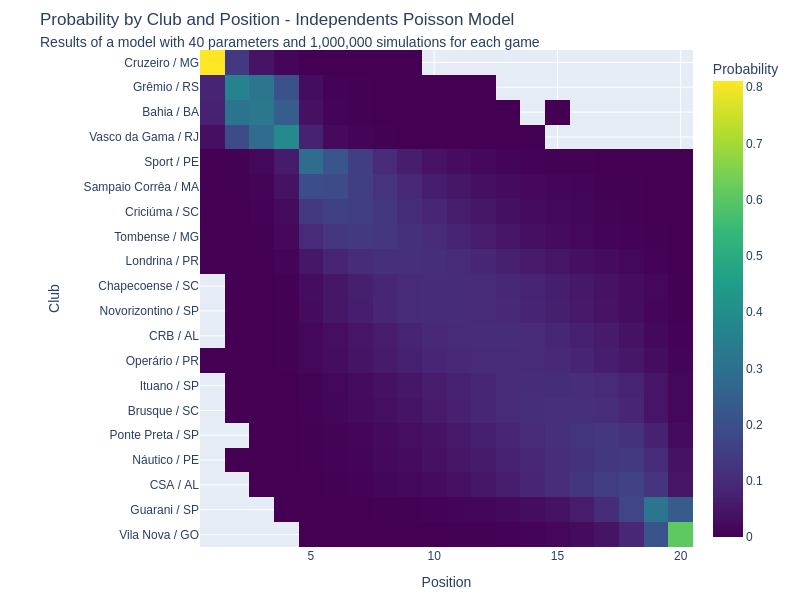 Probability by Club and Position - Independents Poisson Model
Results of a model with 40 parameters and 1,000,000 simulations for each game
Probability
Cruzeiro / MG
Grêmio / RS
Bahia / BA
Vasco da Gama / RJ
Sport / PE
Sampaio Corrêa / MA
Criciúma / SC
Tombense / MG
Londrina / PR
Chapecoense / SC
Novorizontino / SP
CRB / AL
Operário / PR
Ituano / SP
Brusque / SC
Ponte Preta / SP
Náutico / PE
CSA / AL
Guarani / SP
Vila Nova / GO
Club
5 10 15 20
Position
0.8
0.7
0.6
0.5
0.4
0.3
0.2
0.1
0